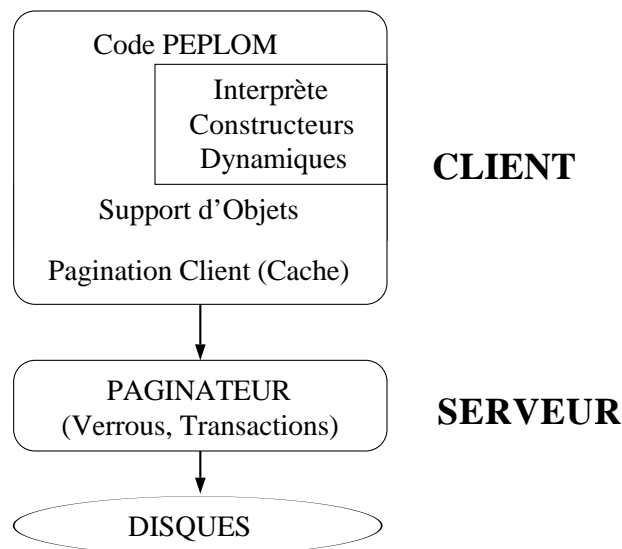 Code PEPLOM
Interprète
Constructeurs
Dynamiques
CLIENT
Support d’Objets
Pagination Client (Cache)
PAGINATEUR
(Verrous, Transactions)
SERVEUR
DISQUES